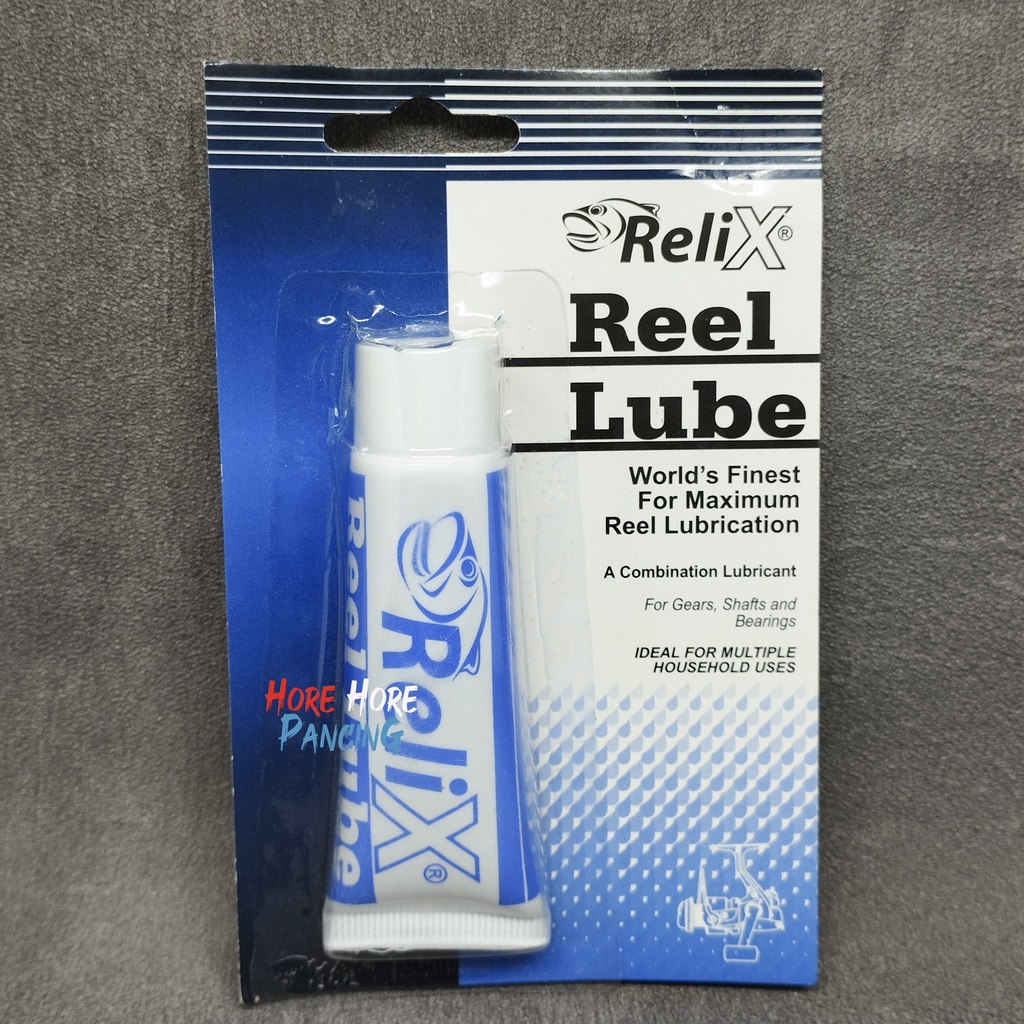 ReliX®
Reel
Lube
World's Finest
For Maximum
Reel Lubrication
A Combination Lubricant
For Gears, Shafts and
Bearings
IDEAL FOR MULTIPLE
HOUSEHOLD USES
ReliX®
Reel Lube
HORE HORE
PANCING